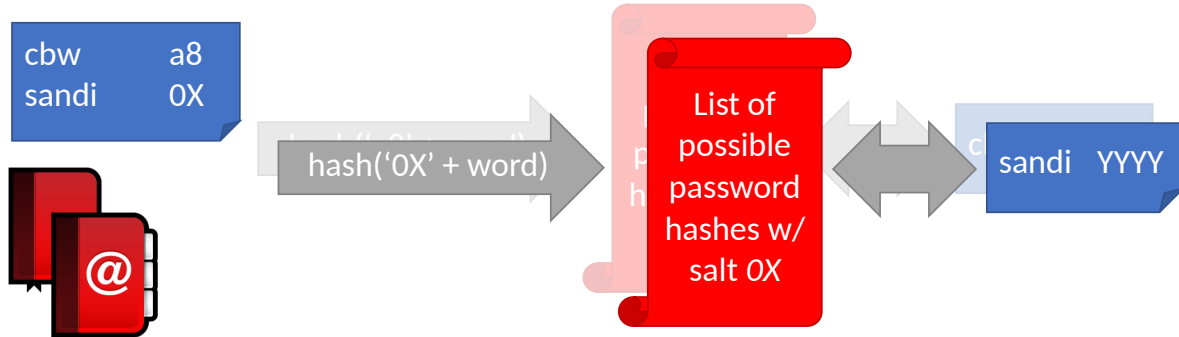 cbw a8
sandi 0X
hash(‘0X’ + word)
List of
possible
password
hashes w/
salt 0X
sandi YYYY
@